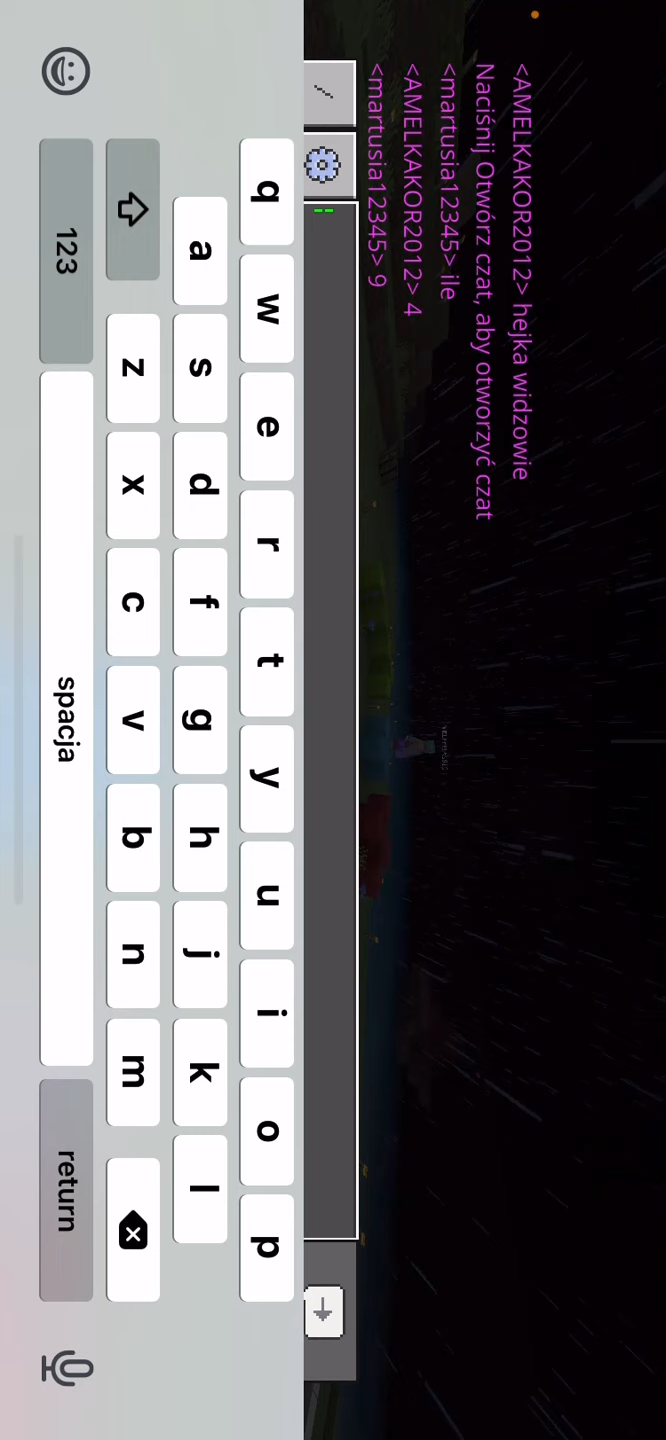 <AMELKAKOR2012> hejka widzowie
Naciśnij Otwórz czat, aby otworzyć czat
<martusia12345> ile
<AMELKAKOR2012> 4
<martusia12345> 9
/
q w e r t y u i o p
a s d f g h j k l
z x c v b n m
123 spacja return